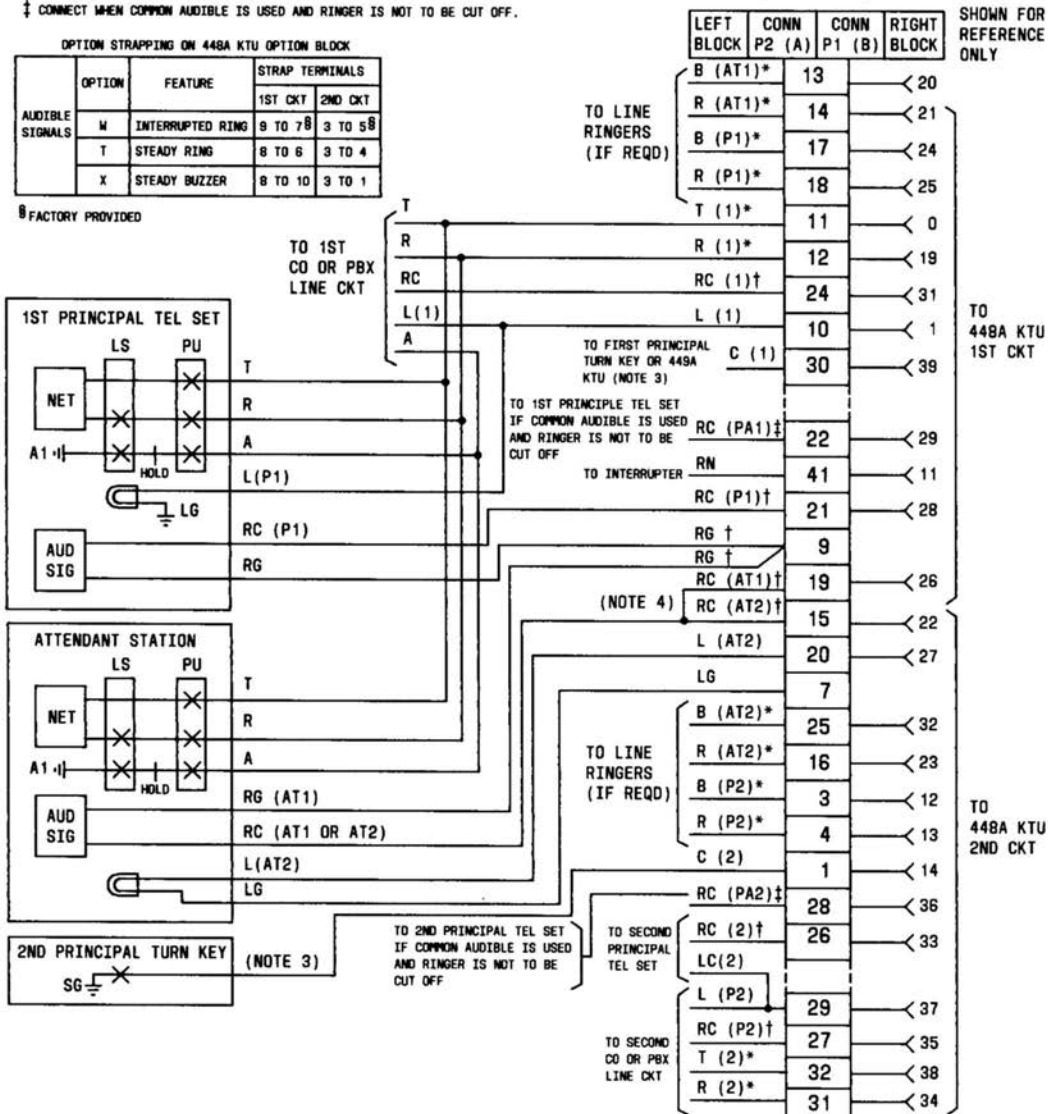 ‡ CONNECT WHEN COMMON AUDIBLE IS USED AND RINGER IS NOT TO BE CUT OFF.
OPTION STRAPPING ON 448A KTU OPTION BLOCK
OPTION FEATURE STRAP TERMINALS
1ST CKT 2ND CKT
AUDIBLE SIGNALS
W INTERRUPTED RING 9 TO 7§ 3 TO 5§
T STEADY RING 8 TO 6 3 TO 4
X STEADY BUZZER 8 TO 10 3 TO 1
§ FACTORY PROVIDED
LEFT BLOCK CONN P2 (A) CONN P1 (B) RIGHT BLOCK
SHOWN FOR
REFERENCE
ONLY
TO LINE
RINGERS
(IF REQD)
B (AT1)* 13 20
R (AT1)* 14 21
B (P1)* 17 24
R (P1)* 18 25
TO 1ST
CO OR PBX
LINE CKT
T T (1)* 11 0
R R (1)* 12 19
RC RC (1)† 24 31
L(1) L (1) 10 1
A
TO FIRST PRINCIPAL
TURN KEY OR 449A
KTU (NOTE 3)
C (1) 30 39
TO 1ST PRINCIPLE TEL SET
IF COMMON AUDIBLE IS USED
AND RINGER IS NOT TO BE
CUT OFF
RC (PA1)‡ 22 29
TO INTERRUPTER RN 41 11
RC (P1)† 21 28
RG † 9
RG †
RC (AT1)† 19 26
(NOTE 4) RC (AT2)† 15 22
L (AT2) 20 27
LG 7
TO
448A KTU
1ST CKT
1ST PRINCIPAL TEL SET
LS PU
NET
T
R
A1 HOLD A
L(P1)
LG
AUD
SIG
RC (P1)
RG
ATTENDANT STATION
LS PU
NET
T
R
A1 HOLD A
AUD
SIG
RG (AT1)
RC (AT1 OR AT2)
L(AT2)
LG
2ND PRINCIPAL TURN KEY
SG
(NOTE 3)
TO LINE
RINGERS
(IF REQD)
B (AT2)* 25 32
R (AT2)* 16 23
B (P2)* 3 12
R (P2)* 4 13
C (2) 1 14
RC (PA2)‡ 28 36
TO 2ND PRINCIPAL TEL SET
IF COMMON AUDIBLE IS USED
AND RINGER IS NOT TO BE
CUT OFF
TO SECOND
PRINCIPAL
TEL SET
RC (2)† 26 33
LC(2)
L (P2) 29 37
RC (P2)† 27 35
T (2)* 32 38
R (2)* 31 34
TO SECOND
CO OR PBX
LINE CKT
TO
448A KTU
2ND CKT